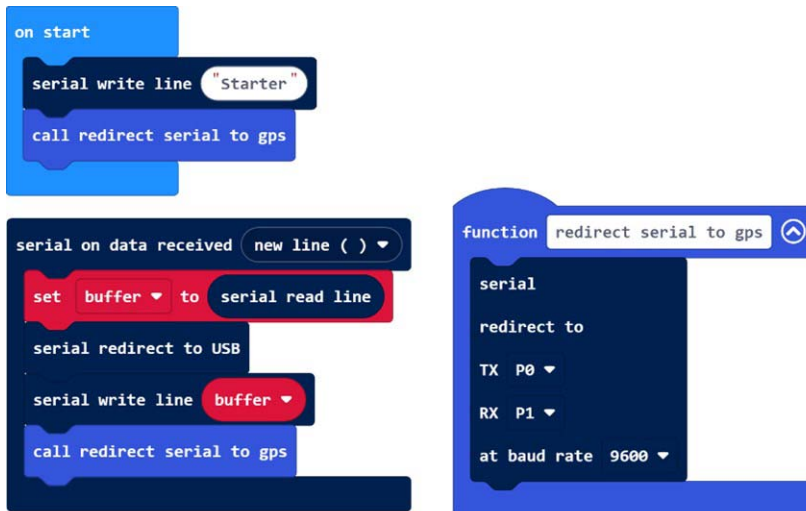 on start
serial write line "Starter"
call redirect serial to gps
serial on data received new line ( )
set buffer to serial read line
serial redirect to USB
serial write line buffer
call redirect serial to gps
function redirect serial to gps
serial
redirect to
TX P0
RX P1
at baud rate 9600